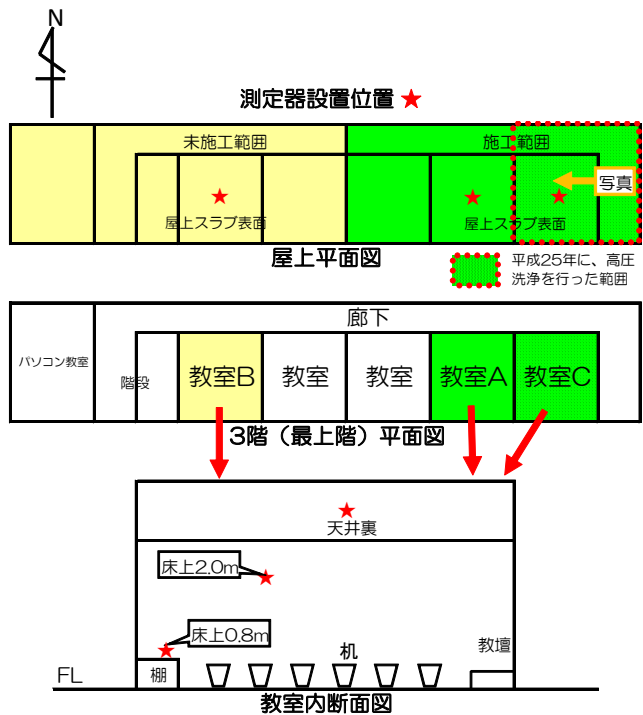 N
測定器設置位置 ★
未施工範囲
施工範囲
写真
屋上スラブ表面
屋上スラブ表面
屋上平面図
平成25年に、高圧
洗浄を行った範囲
廊下
パソコン教室
階段
教室B
教室
教室
教室A
教室C
3階（最上階）平面図
天井裏
床上2.0m
床上0.8m
机
教壇
FL
棚
教室内断面図